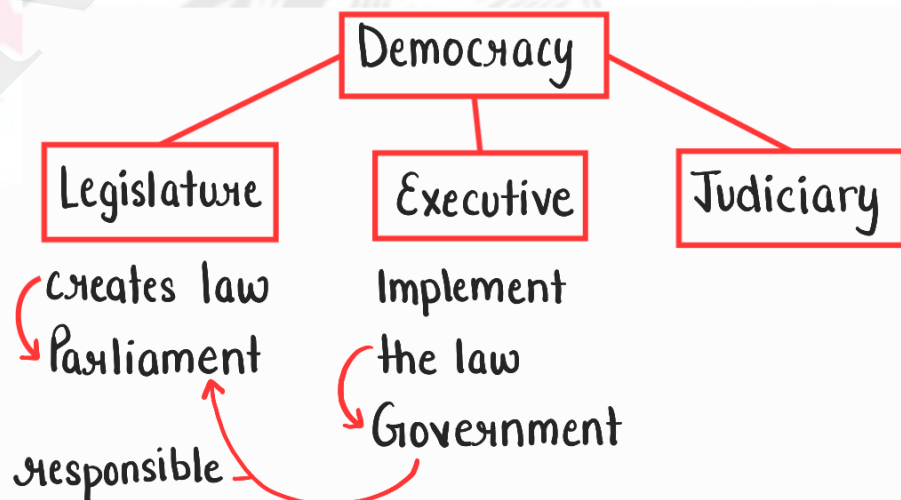 Democracy
Legislature
Executive
Judiciary
creates law
Parliament
Implement
the law
Government
responsible